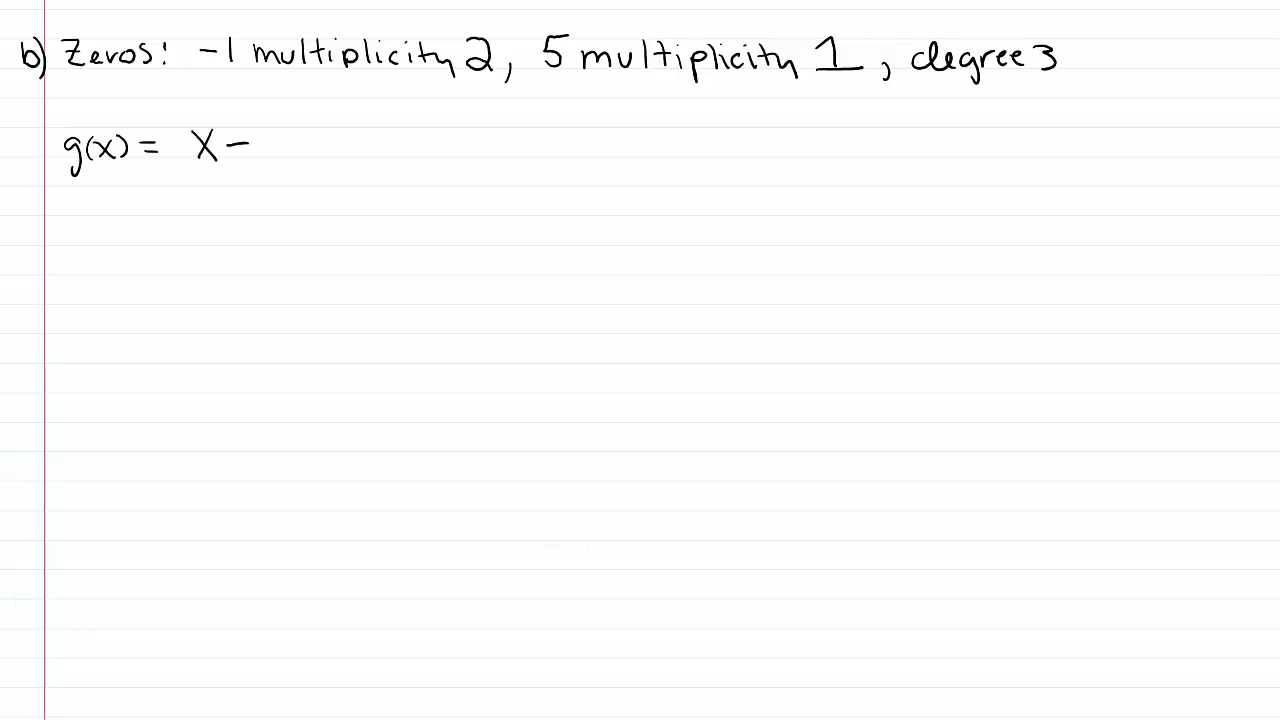 b) Zeros: -1 multiplicity 2, 5 multiplicity 1, degree 3
g(x) = X -